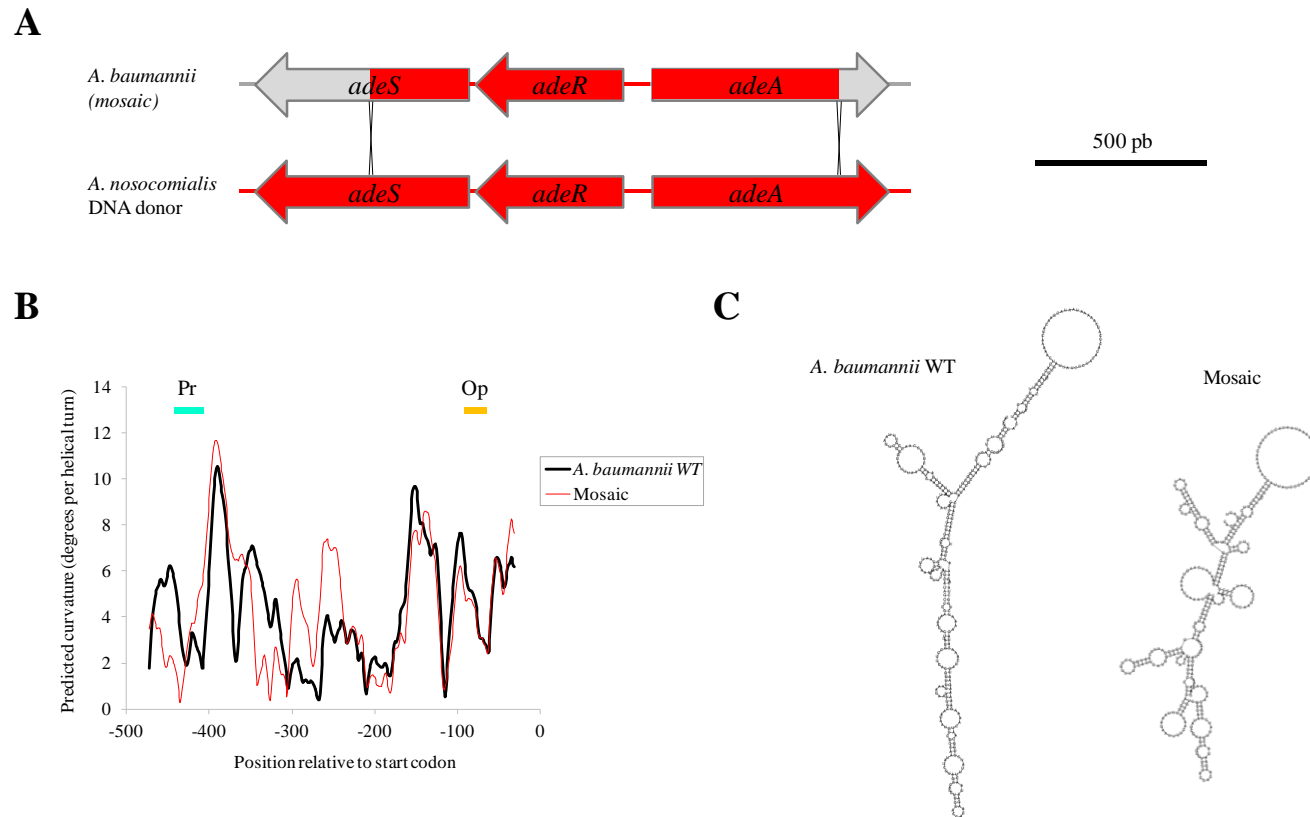 A
A. baumannii
(mosaic)
adeS
adeR
adeA
500 pb
A. nosocomialis
DNA donor
adeS
adeR
adeA
B
Pr
Op
14
12
10
8
6
4
2
0
-500
-400
-300
-200
-100
0
Predicted curvature (degrees per helical turn)
Position relative to start codon
A. baumannii WT
Mosaic
C
A. baumannii WT
Mosaic